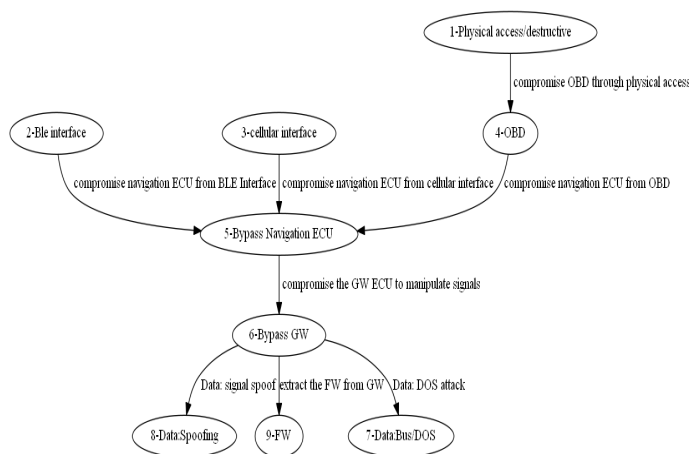 1-Physical access/destructive
compromise OBD through physical access
2-Ble interface
3-cellular interface
4-OBD
compromise navigation ECU from BLE Interface
compromise navigation ECU from cellular interface
compromise navigation ECU from OBD
5-Bypass Navigation ECU
compromise the GW ECU to manipulate signals
6-Bypass GW
Data: signal spoof
extract the FW from GW
Data: DOS attack
8-Data:Spoofing
9-FW
7-Data:Bus/DOS